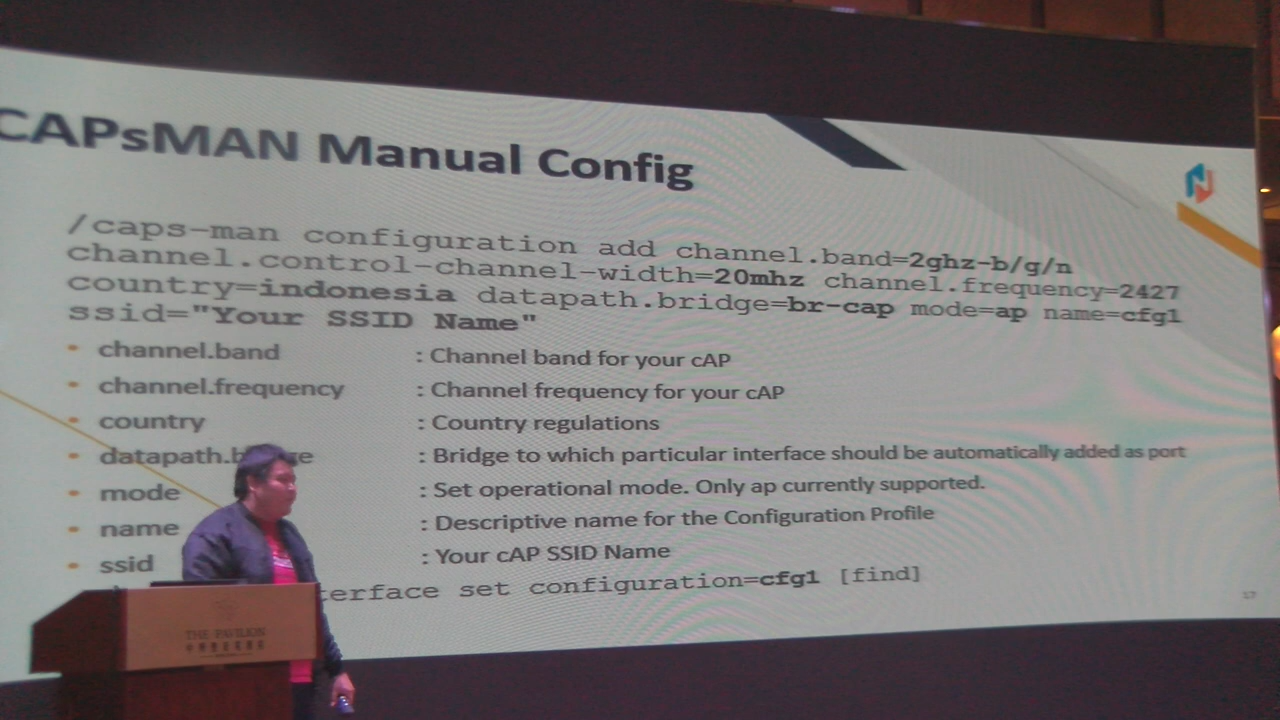 CAPsMAN Manual Config
/caps-man configuration add channel.band=2ghz-b/g/n
channel.control-channel-width=20mhz channel.frequency=2427
country=indonesia datapath.bridge=br-cap mode=ap name=cfg1
ssid="Your SSID Name"
• channel.band : Channel band for your cAP
• channel.frequency : Channel frequency for your cAP
• country : Country regulations
• : Bridge to which particular interface should be automatically added as port
• mode : Set operational mode. Only ap currently supported.
• name : Descriptive name for the Configuration Profile
• ssid : Your cAP SSID Name
set configuration=cfg1 [find]
17
THE PAVILION